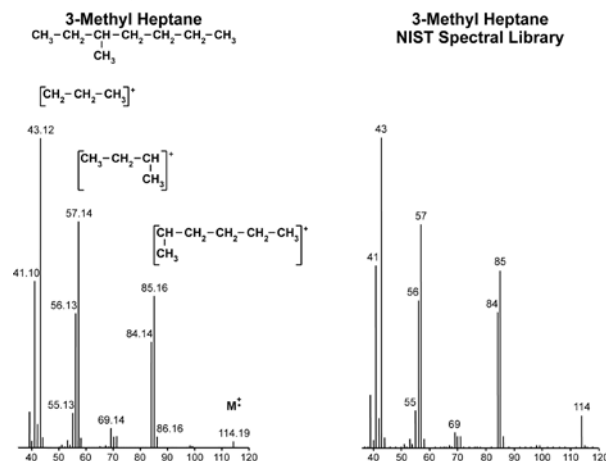 3-Methyl Heptane
CH₃–CH₂–CH–CH₂–CH₂–CH₂–CH₃
CH₃
[CH₂–CH₂–CH₃]⁺
43.12
[CH₃–CH₂–CH
CH₃]⁺
57.14
[CH–CH₂–CH₂–CH₂–CH₃
CH₃]⁺
41.10
85.16
56.13
84.14
M⁺̇
55.13
69.14
86.16
114.19
30 40 50 60 70 80 90 100 110 120
3-Methyl Heptane
NIST Spectral Library
43
57
41
85
56
84
55
69
114
30 40 50 60 70 80 90 100 110 120